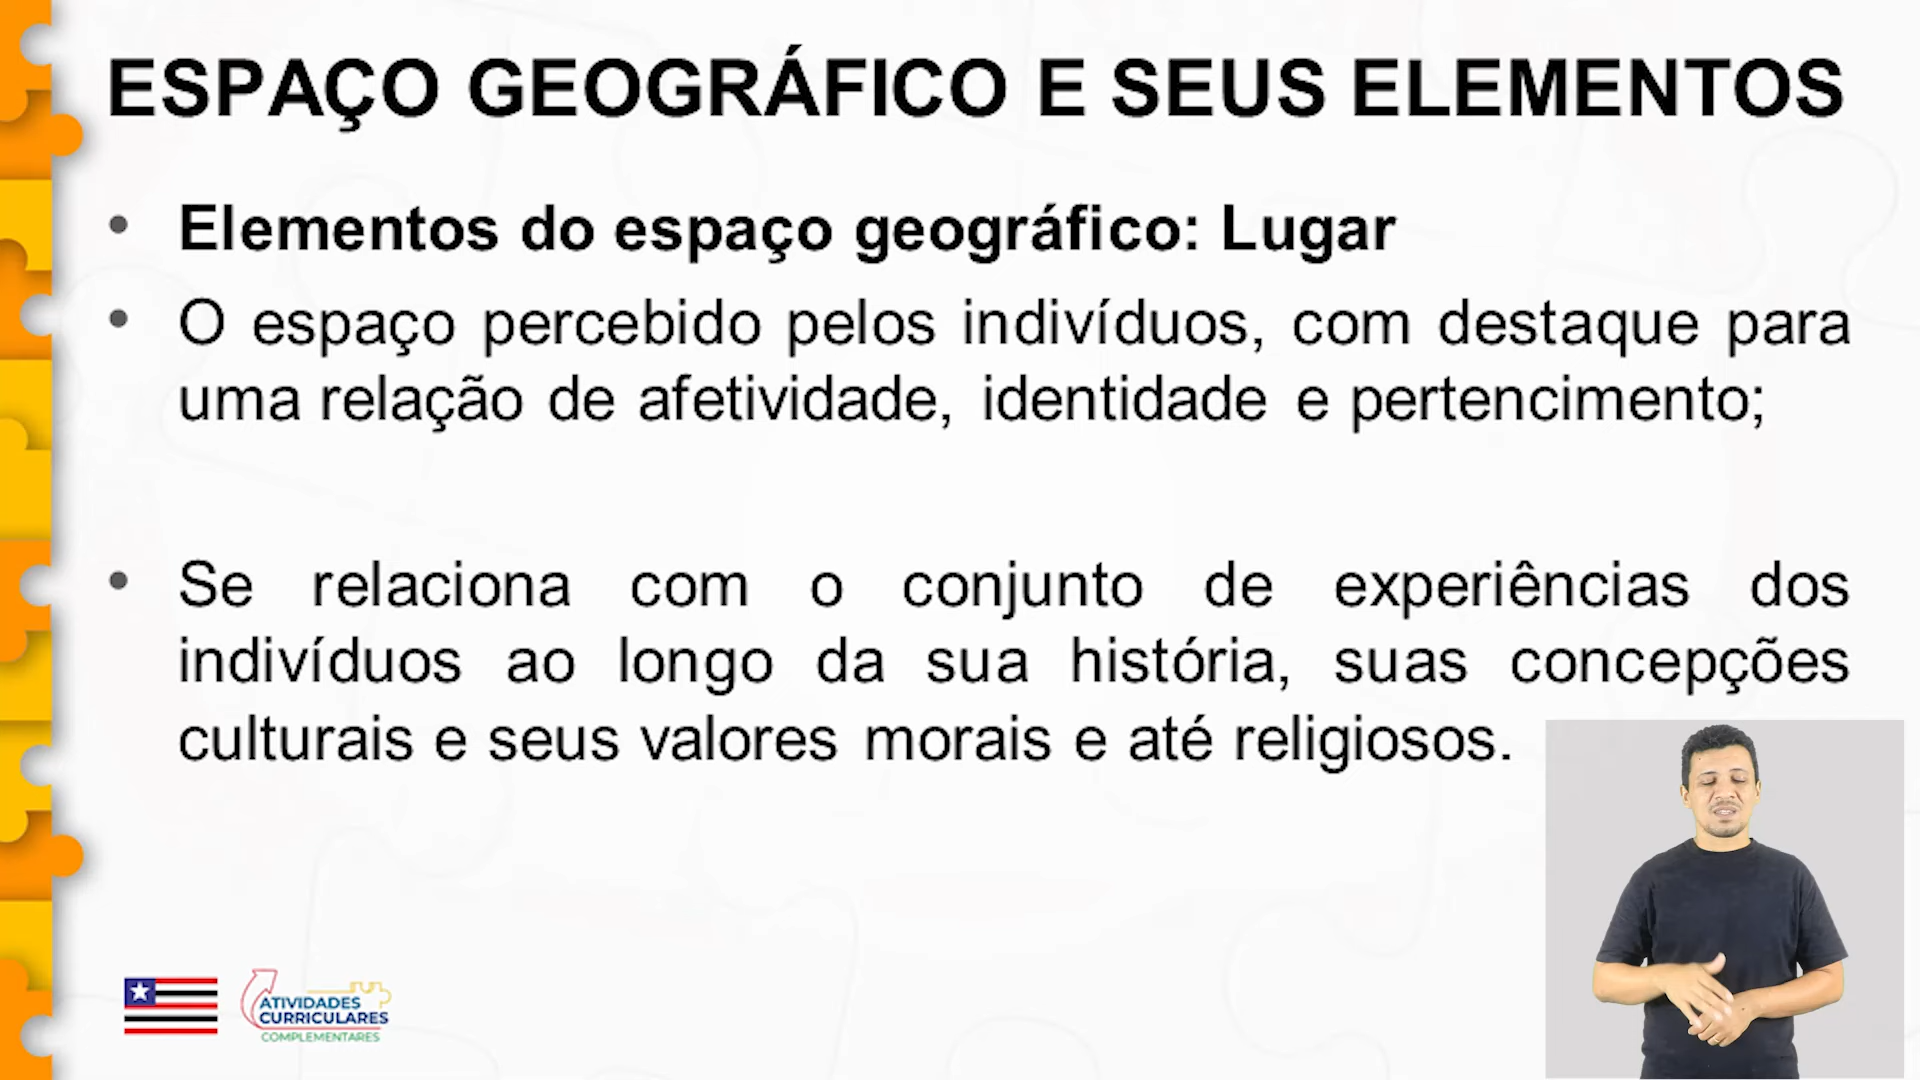 ESPAÇO GEOGRÁFICO E SEUS ELEMENTOS
• Elementos do espaço geográfico: Lugar
• O espaço percebido pelos indivíduos, com destaque para
uma relação de afetividade, identidade e pertencimento;
• Se relaciona com o conjunto de experiências dos
indivíduos ao longo da sua história, suas concepções
culturais e seus valores morais e até religiosos.
ATIVIDADES
CURRICULARES
COMPLEMENTARES